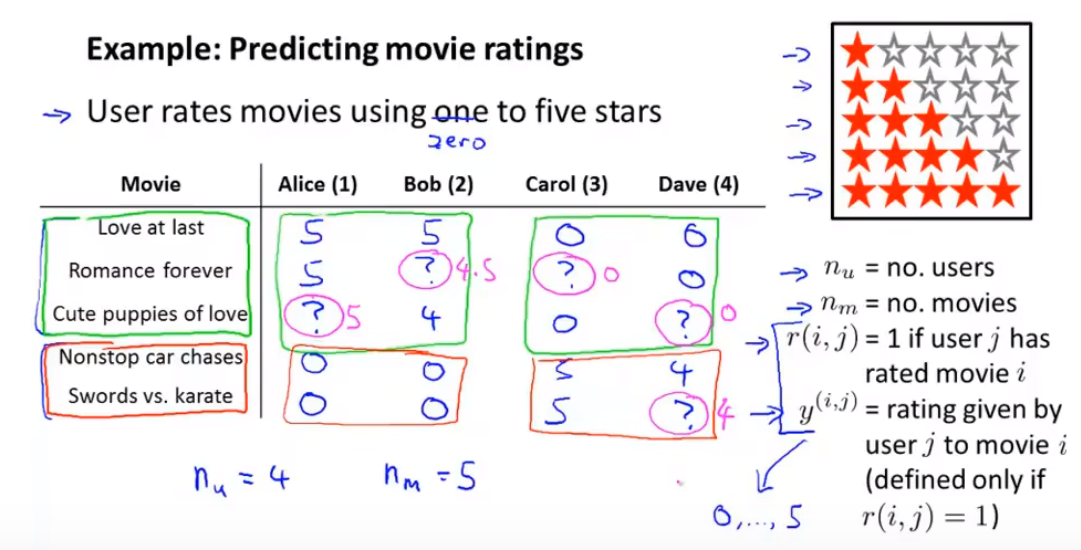 Example: Predicting movie ratings
→ User rates movies using one to five stars
zero
Movie Alice (1) Bob (2) Carol (3) Dave (4)
Love at last 5 5 0 0
Romance forever 5 ? 4.5 ? 0 0
Cute puppies of love ? 5 4 0 ? 0
Nonstop car chases 0 0 5 4
Swords vs. karate 0 0 5 ? 4
n_u = 4 n_m = 5
→ n_u = no. users
→ n_m = no. movies
→ r(i, j) = 1 if user j has
rated movie i
→ y^(i,j) = rating given by
user j to movie i
(defined only if
r(i, j) = 1)
0, ..., 5